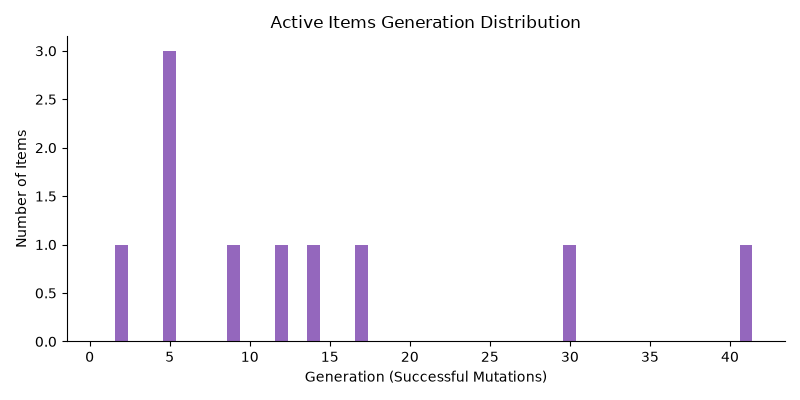 Active Items Generation Distribution
Number of Items
3.0
2.5
2.0
1.5
1.0
0.5
0.0
0 5 10 15 20 25 30 35 40
Generation (Successful Mutations)